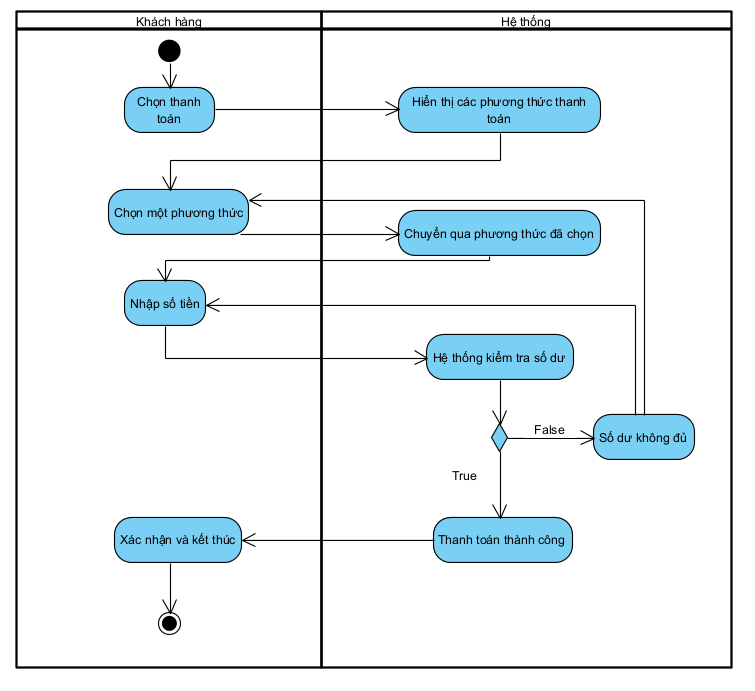 Khách hàng
Hệ thống
Chọn thanh
toán
Hiển thị các phương thức thanh
toán
Chọn một phương thức
Chuyển qua phương thức đã chọn
Nhập số tiền
Hệ thống kiểm tra số dư
False
Số dư không đủ
True
Xác nhận và kết thúc
Thanh toán thành công